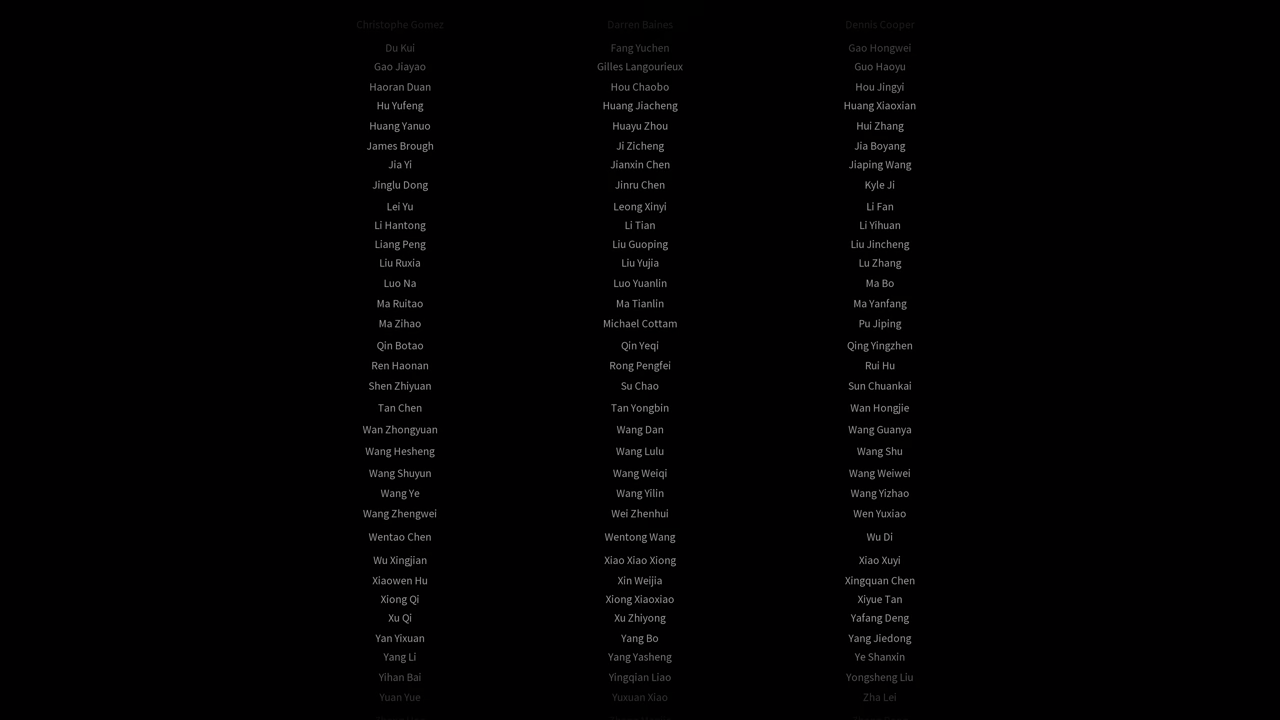 Christophe Gomez Darren Baines Dennis Cooper
Du Kui Fang Yuchen Gao Hongwei
Gao Jiayao Gilles Langourieux Guo Haoyu
Haoran Duan Hou Chaobo Hou Jingyi
Hu Yufeng Huang Jiacheng Huang Xiaoxian
Huang Yanuo Huayu Zhou Hui Zhang
James Brough Ji Zicheng Jia Boyang
Jia Yi Jianxin Chen Jiaping Wang
Jinglu Dong Jinru Chen Kyle Ji
Lei Yu Leong Xinyi Li Fan
Li Hantong Li Tian Li Yihuan
Liang Peng Liu Guoping Liu Jincheng
Liu Ruxia Liu Yujia Lu Zhang
Luo Na Luo Yuanlin Ma Bo
Ma Ruitao Ma Tianlin Ma Yanfang
Ma Zihao Michael Cottam Pu Jiping
Qin Botao Qin Yeqi Qing Yingzhen
Ren Haonan Rong Pengfei Rui Hu
Shen Zhiyuan Su Chao Sun Chuankai
Tan Chen Tan Yongbin Wan Hongjie
Wan Zhongyuan Wang Dan Wang Guanya
Wang Hesheng Wang Lulu Wang Shu
Wang Shuyun Wang Weiqi Wang Weiwei
Wang Ye Wang Yilin Wang Yizhao
Wang Zhengwei Wei Zhenhui Wen Yuxiao
Wentao Chen Wentong Wang Wu Di
Wu Xingjian Xiao Xiao Xiong Xiao Xuyi
Xiaowen Hu Xin Weijia Xingquan Chen
Xiong Qi Xiong Xiaoxiao Xiyue Tan
Xu Qi Xu Zhiyong Yafang Deng
Yan Yixuan Yang Bo Yang Jiedong
Yang Li Yang Yasheng Ye Shanxin
Yihan Bai Yingqian Liao Yongsheng Liu
Yuan Yue Yuxuan Xiao Zha Lei